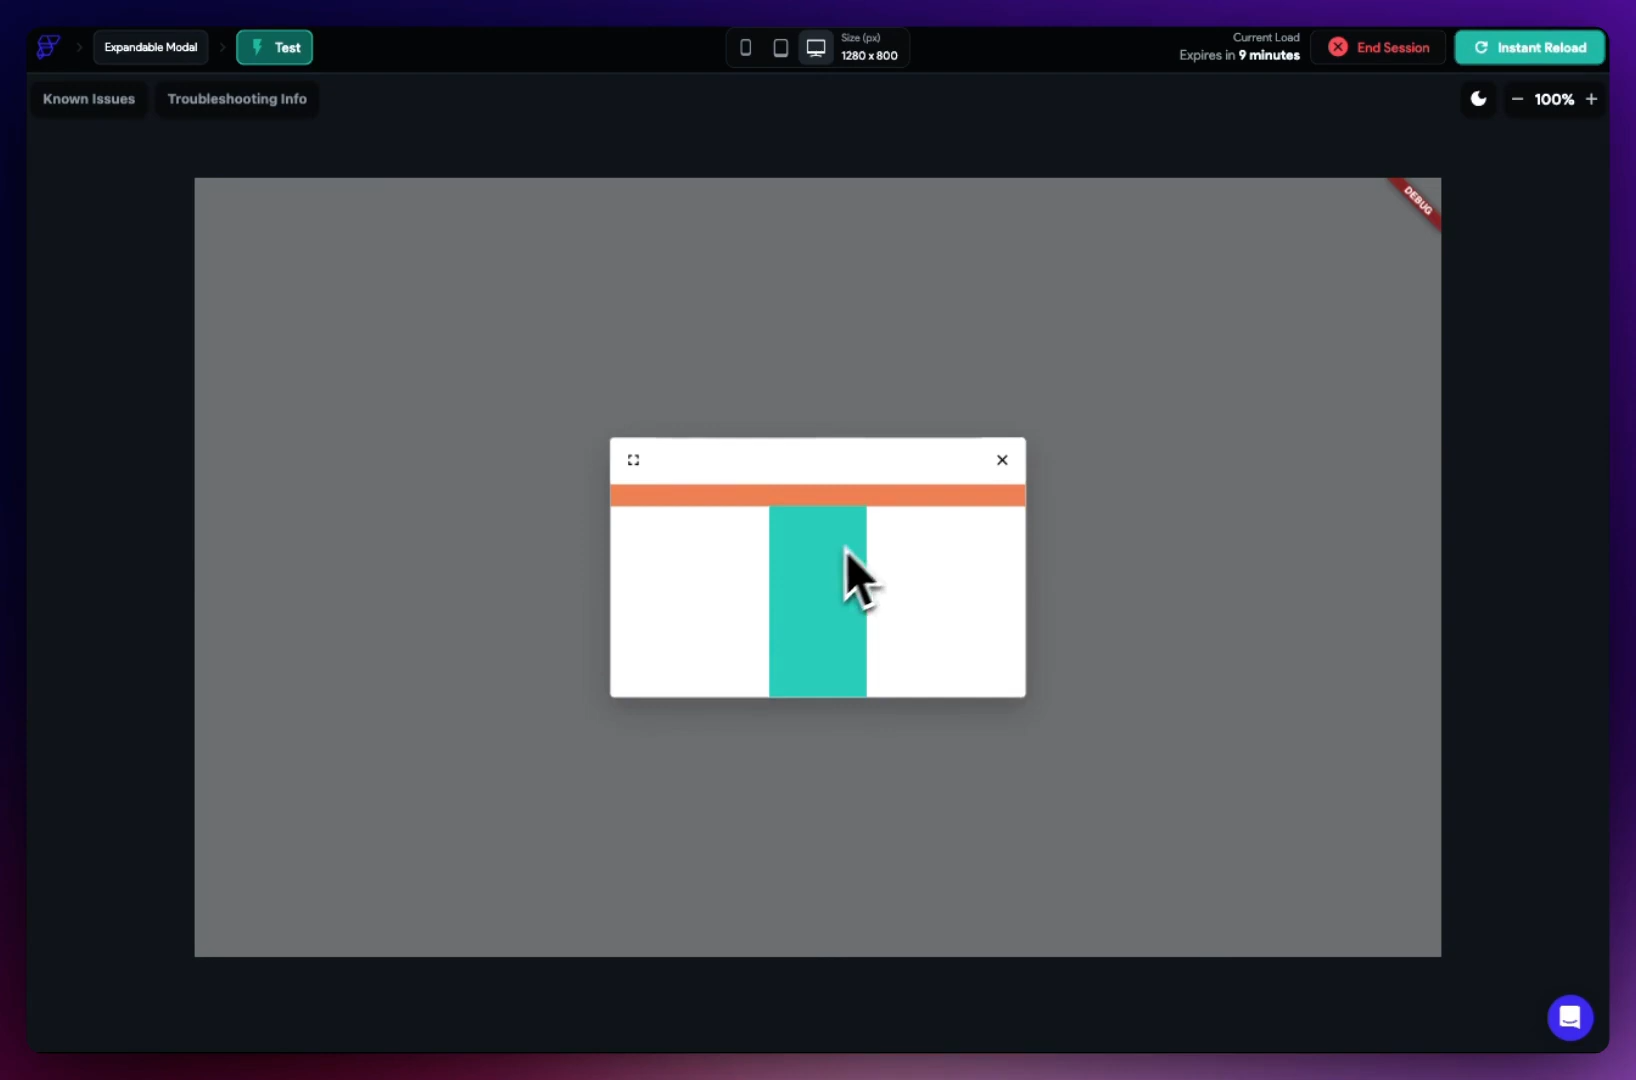 Expandable Modal
Test
Size (px)
1280 x 800
Current Load
Expires in 9 minutes
End Session
Instant Reload
Known Issues
Troubleshooting Info
100%
DEBUG